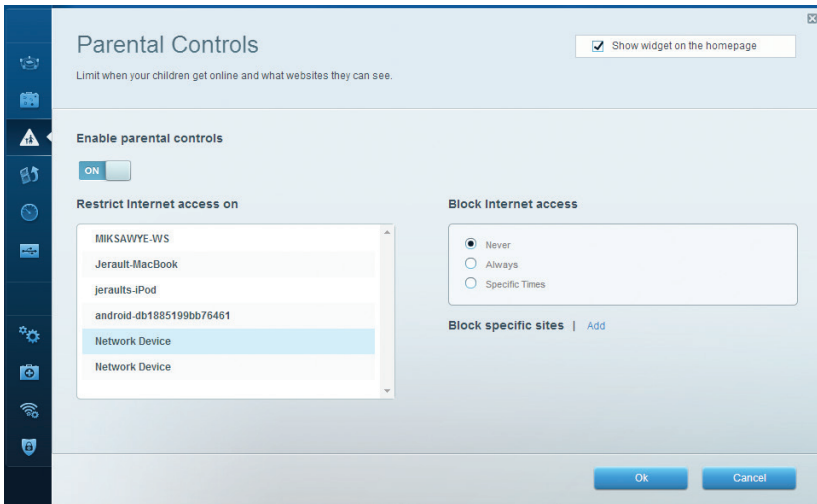 Parental Controls
Show widget on the homepage
Limit when your children get online and what websites they can see.
Enable parental controls
ON
Restrict Internet access on
MIKSAWYE-WS
Jerault-MacBook
jeraults-iPod
android-db1885199bb76461
Network Device
Network Device
Block Internet access
Never
Always
Specific Times
Block specific sites | Add
Ok
Cancel